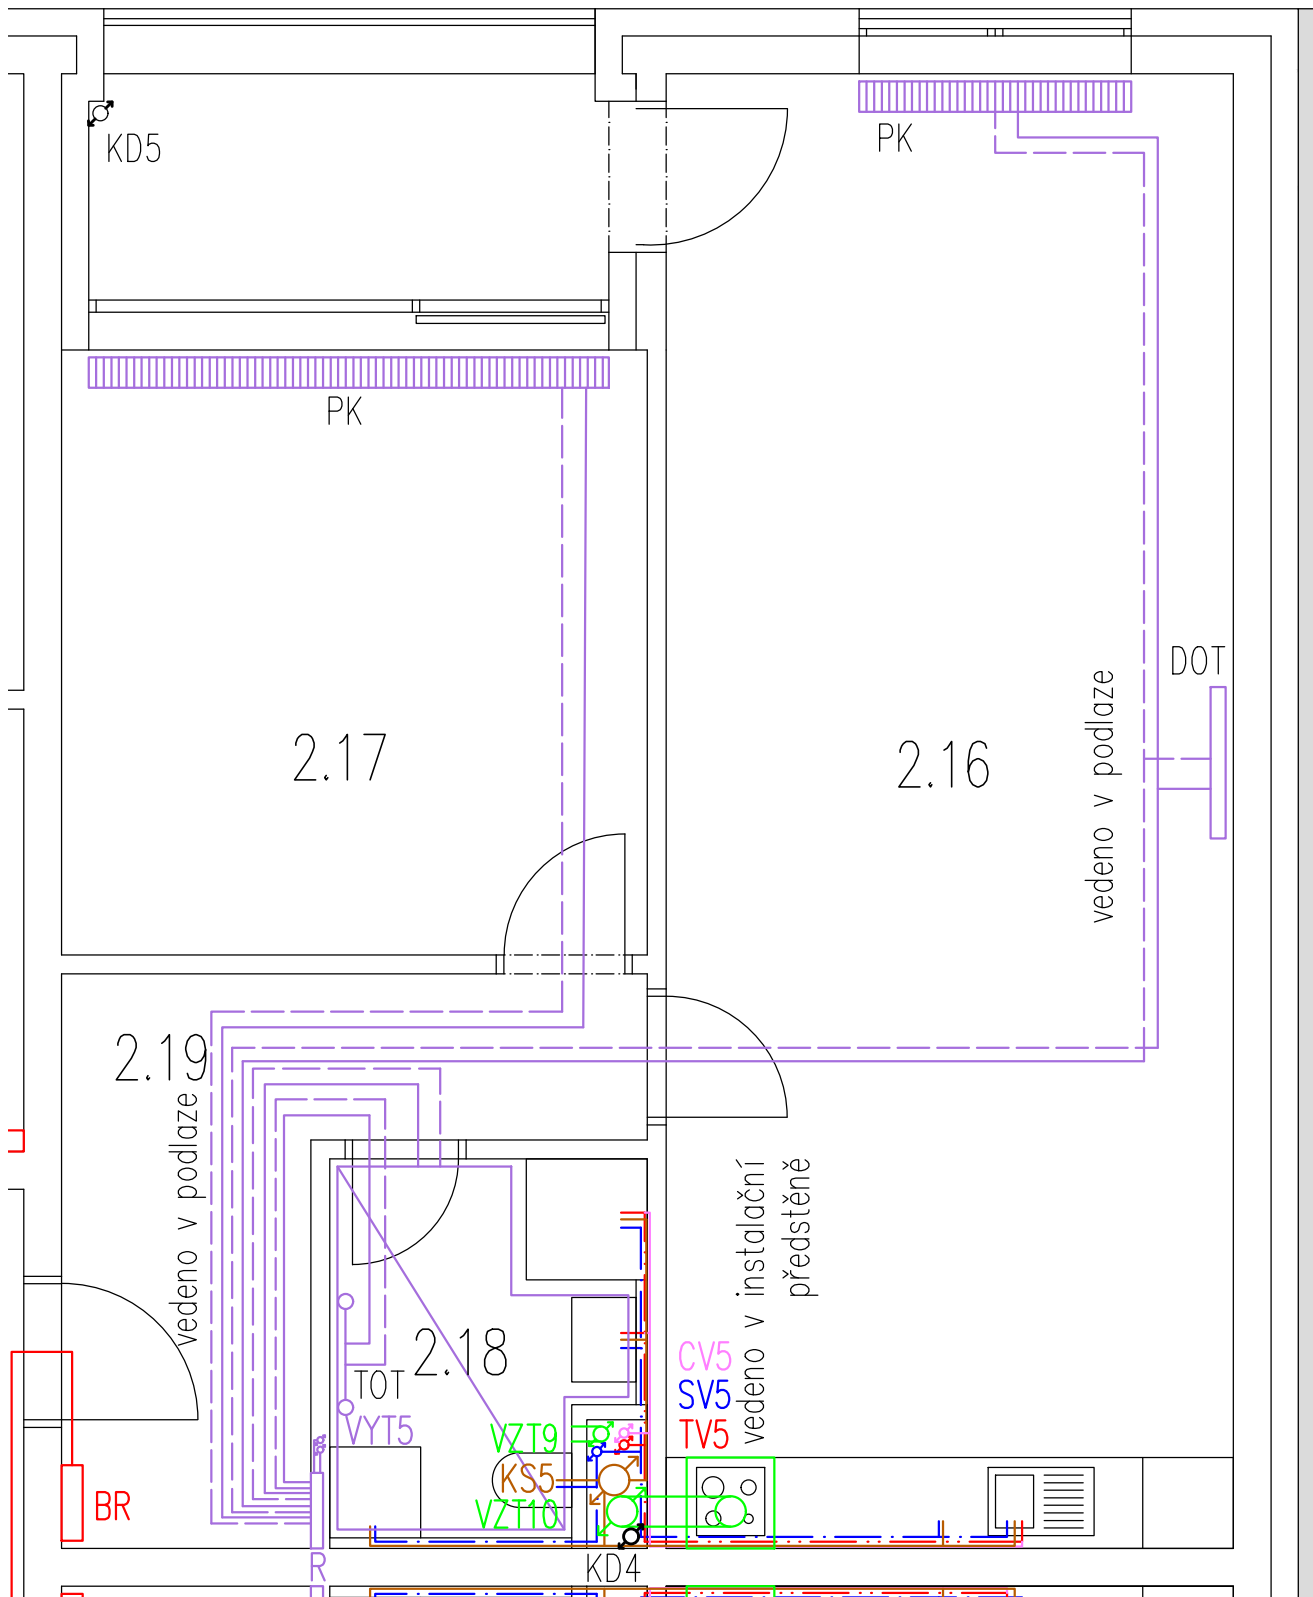 KD5
PK
PK
DOT
vedeno v podlaze
2.17
2.16
2.19
vedeno v podlaze
vedeno v instalační
předstěně
2.18
TOT
VYT5
CV5
SV5
TV5
VZT9
KS5
VZT10
BR
KD4
R